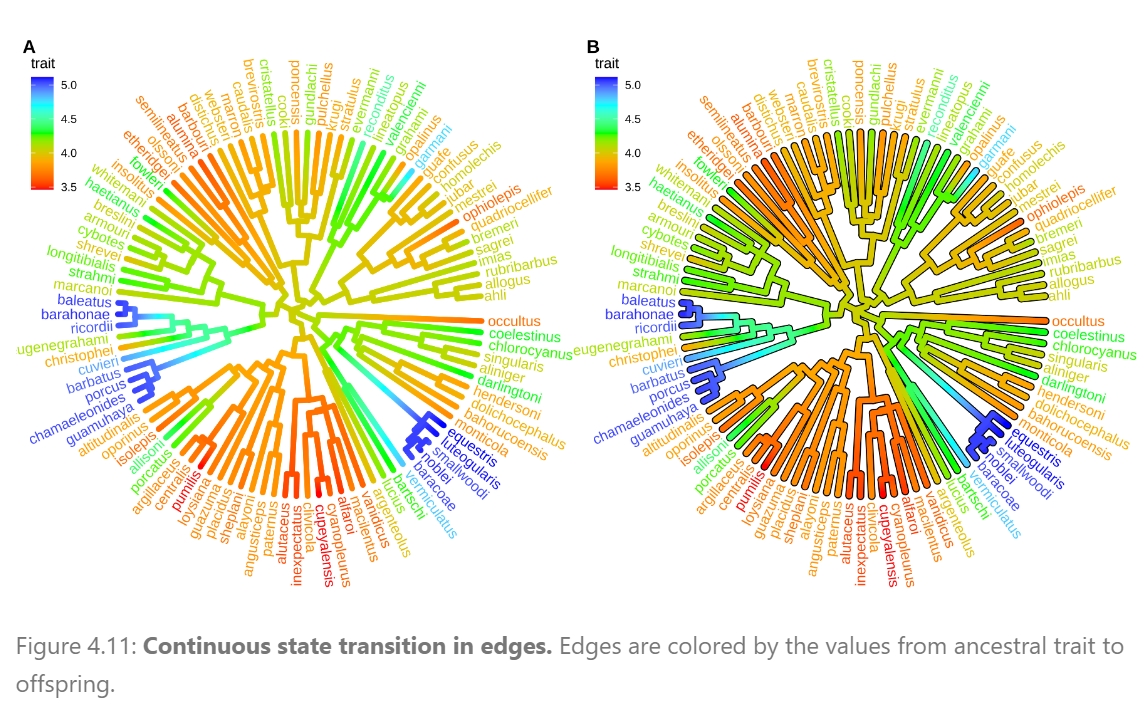 A
trait
5.0
4.5
4.0
3.5
occultus
coelestinus
chlorocyanus
singularis
aliniger
darlingtoni
hendersoni
dolichocephalus
bahorucoensis
monticola
equestris
luteogularis
smallwoodi
noblei
baracoae
vermiculatus
bartschi
lucius
argenteolus
vanidicus
macilentus
alfaroi
cyanopleurus
cupeyalensis
clivicola
inexpectatus
alutaceus
paternus
angusticeps
alayoni
sheplani
placidus
guazuma
loysiana
pumilis
centralis
argillaceus
porcatus
allisoni
isolepis
oporinus
altitudinalis
guamuhaya
chamaeleonides
porcus
barbatus
cuvieri
christophei
eugenegrahami
ricordii
barahonae
baleatus
marcanoi
strahmi
longitibialis
shrevei
cybotes
armouri
breslini
haetianus
whitemani
insolitus
fowleri
etheridgei
olssoni
semilineatus
alumina
barbouri
distichus
websteri
marron
caudalis
brevirostris
cristatellus
cooki
poncensis
gundlachi
pulchellus
krugi
stratulus
evermanni
reconditus
lineatopus
valencienni
grahami
opalinus
garmani
guafe
confusus
homolechis
jubar
mestrei
ophiolepis
quadriocellifer
bremeri
sagrei
imias
rubribarbus
allogus
ahli
B
trait
5.0
4.5
4.0
3.5
occultus
coelestinus
chlorocyanus
singularis
aliniger
darlingtoni
hendersoni
dolichocephalus
bahorucoensis
monticola
equestris
luteogularis
smallwoodi
noblei
baracoae
vermiculatus
bartschi
lucius
argenteolus
vanidicus
macilentus
alfaroi
cyanopleurus
cupeyalensis
clivicola
inexpectatus
alutaceus
paternus
angusticeps
alayoni
sheplani
placidus
guazuma
loysiana
pumilis
centralis
argillaceus
porcatus
allisoni
isolepis
oporinus
altitudinalis
guamuhaya
chamaeleonides
porcus
barbatus
cuvieri
christophei
eugenegrahami
ricordii
barahonae
baleatus
marcanoi
strahmi
longitibialis
shrevei
cybotes
armouri
breslini
haetianus
whitemani
insolitus
fowleri
etheridgei
olssoni
semilineatus
alumina
barbouri
distichus
websteri
marron
caudalis
brevirostris
cristatellus
cooki
poncensis
gundlachi
pulchellus
krugi
stratulus
evermanni
reconditus
lineatopus
valencienni
grahami
opalinus
garmani
guafe
confusus
homolechis
jubar
mestrei
ophiolepis
quadriocellifer
bremeri
sagrei
imias
rubribarbus
allogus
ahli
Figure 4.11: Continuous state transition in edges. Edges are colored by the values from ancestral trait to
offspring.